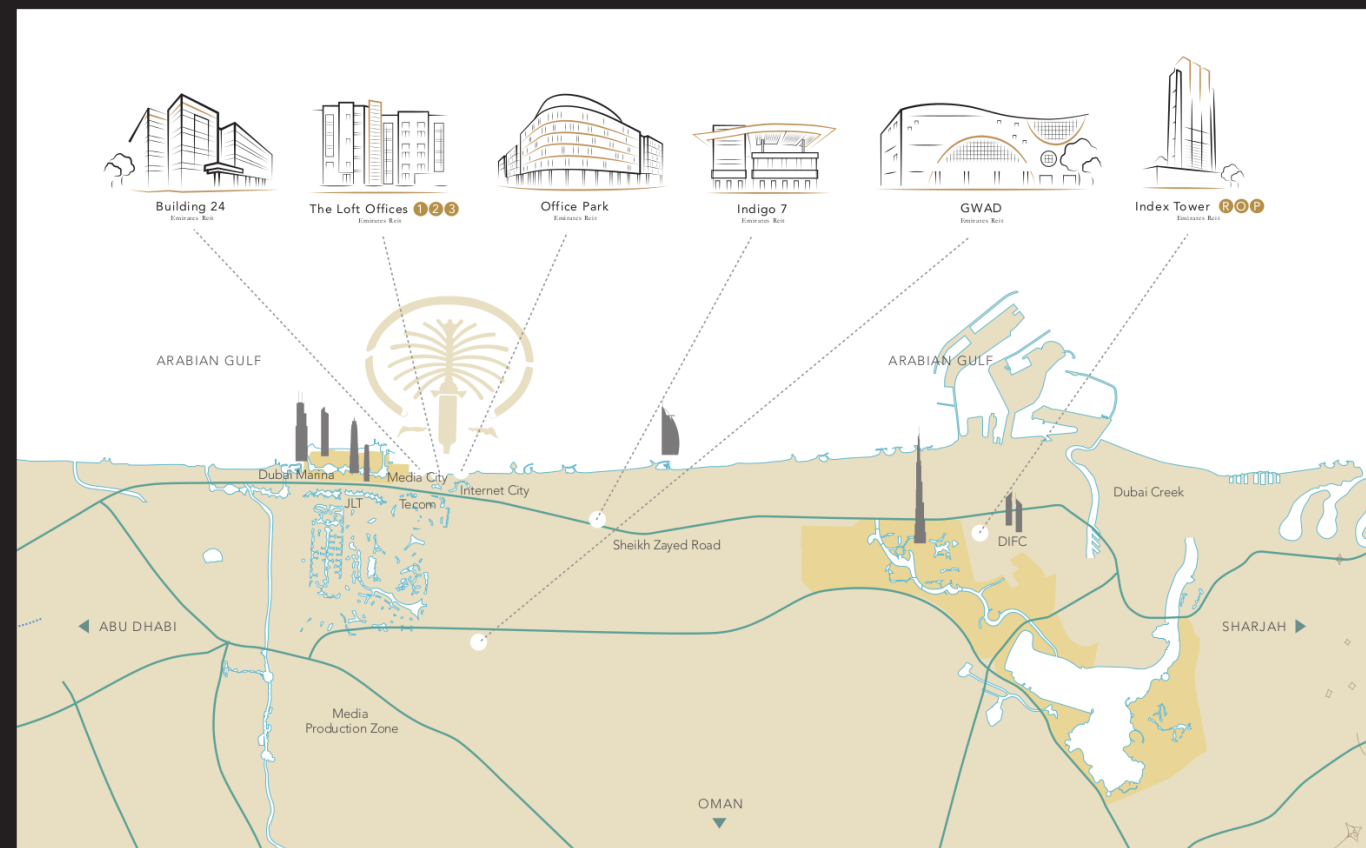 Building 24
Emirates Reit
The Loft Offices 1 2 3
Emirates Reit
Office Park
Indigo 7
Emirates Reit
GWAD
Emirates Reit
Index Tower R O P
Emirates Reit
ARABIAN GULF
ARABIAN GULF
Dubai Marina
Media City
Internet City
JLT
Tecom
Dubai Creek
Sheikh Zayed Road
DIFC
ABU DHABI
SHARJAH
Media
Production Zone
OMAN